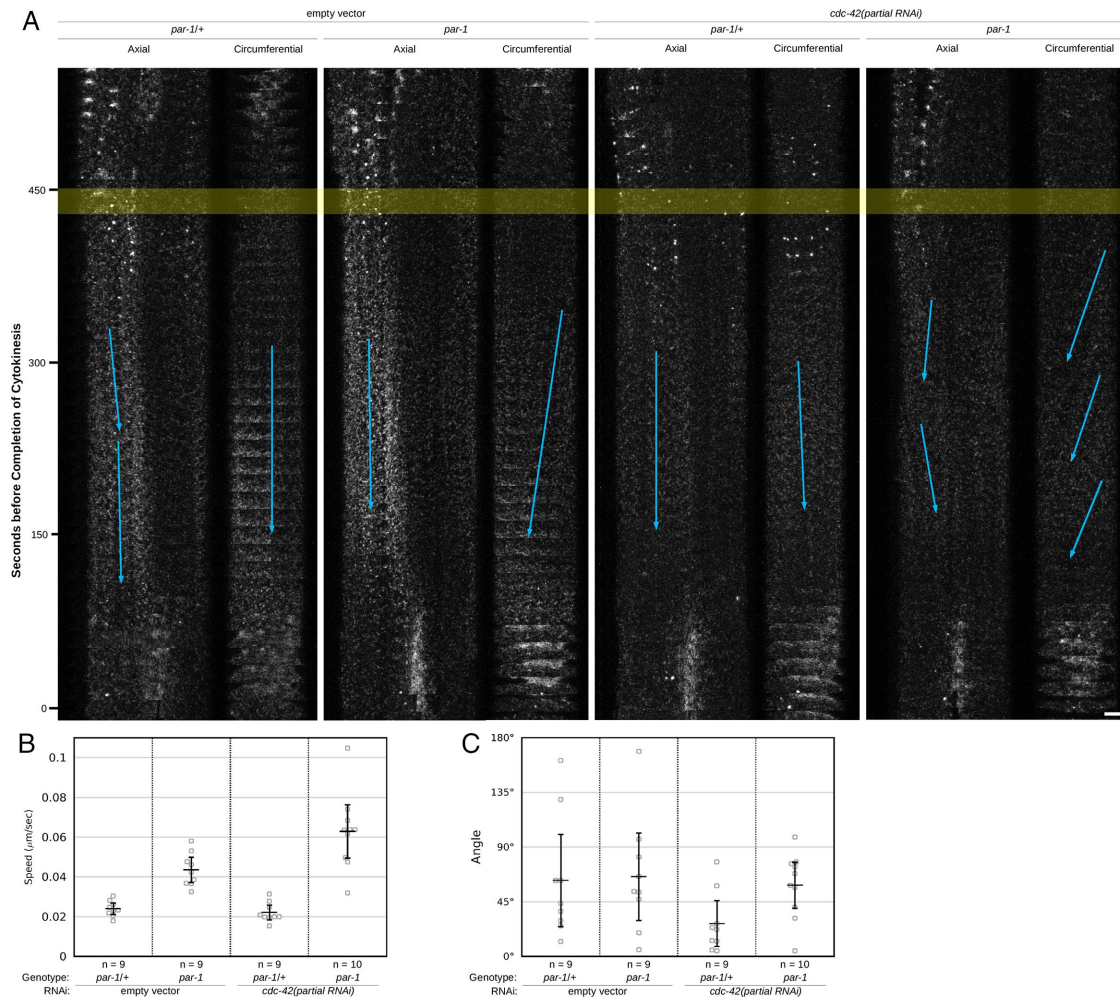 A
empty vector
cdc-42(partial RNAi)
par-1/+
par-1
par-1/+
par-1
Axial Circumferential Axial Circumferential Axial Circumferential Axial Circumferential
Seconds before Completion of Cytokinesis
450
300
150
0
B
Speed (μm/sec)
0.1
0.08
0.06
0.04
0.02
0
n = 9 n = 9 n = 9 n = 10
Genotype: par-1/+ par-1 par-1/+ par-1
RNAi: empty vector cdc-42(partial RNAi)
C
Angle
180°
135°
90°
45°
0°
n = 9 n = 9 n = 9 n = 10
par-1/+ par-1 par-1/+ par-1
empty vector cdc-42(partial RNAi)